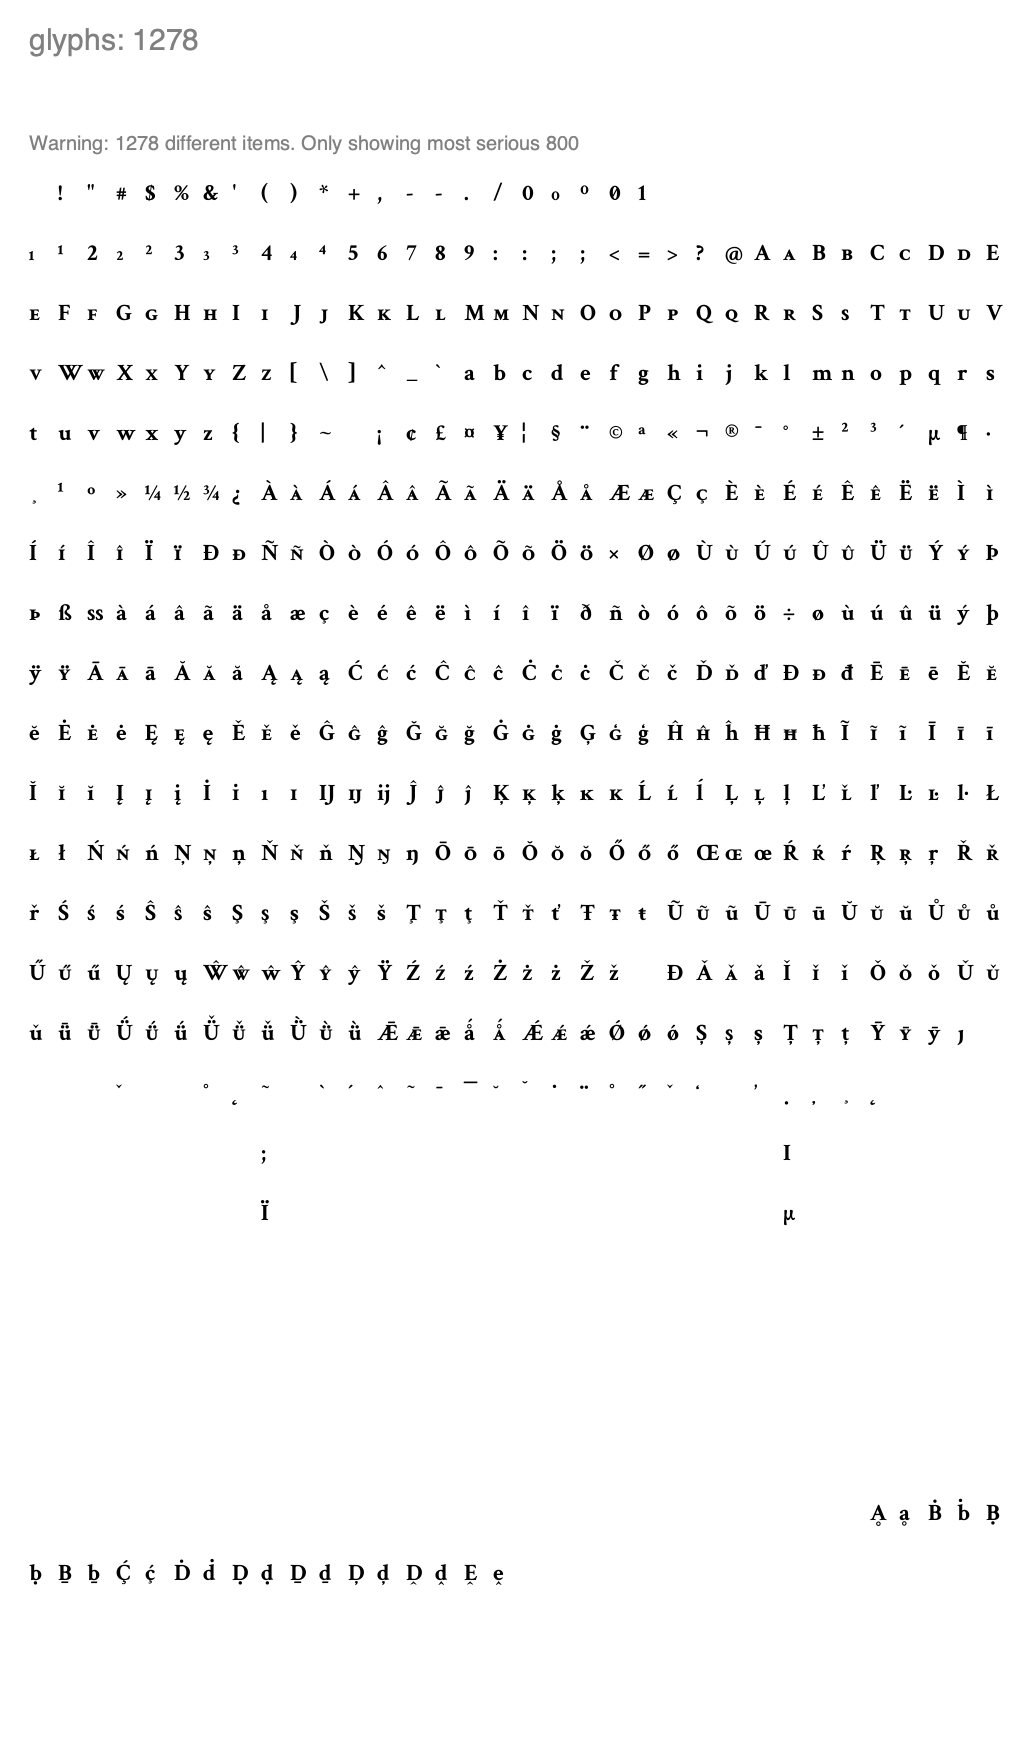 glyphs: 1278
Warning: 1278 different items. Only showing most serious 800
! " # $ % & ' ( ) * + , - - . / 0 ₀ ⁰ 0 1
₁ ¹ 2 ₂ ² 3 ₃ ³ 4 ₄ ⁴ 5 6 7 8 9 : : ; ; < = > ? @ A ᴀ B ʙ C ᴄ D ᴅ E
ᴇ F ꜰ G ɢ H ʜ I ɪ J ᴊ K ᴋ L ʟ M ᴍ N ɴ O ᴏ P ᴘ Q ꞯ R ʀ S s T ᴛ U ᴜ V
v W w X x Y ʏ Z z [ \ ] ^ _ ` a b c d e f g h i j k l m n o p q r s
t u v w x y z { | } ~ ¡ ¢ £ ¤ ¥ ¦ § ¨ © ª « ¬ ® ¯ ° ± ² ³ ´ µ ¶ ·
¸ ¹ º » ¼ ½ ¾ ¿ À à Á á Â â Ã ã Ä ä Å å Æ æ Ç ç È è É é Ê ê Ë ë Ì ì
Í í Î î Ï ï Ð ð Ñ ñ Ò ò Ó ó Ô ô Õ õ Ö ö × Ø ø Ù ù Ú ú Û û Ü ü Ý ý Þ
þ ß ss à á â ã ä å æ ç è é ê ë ì í î ï ð ñ ò ó ô õ ö ÷ ø ù ú û ü ý þ
ÿ Ÿ Ā ā ā Ă ă ă Ą ą ą Ć ć ć Ĉ ĉ ĉ Ċ ċ ċ Č č č Ď ď ď Đ đ đ Ē ē ē Ĕ ĕ
ĕ Ė ė ė Ę ę ę Ě ě ě Ĝ ĝ ĝ Ğ ğ ğ Ġ ġ ġ Ģ ģ ģ Ĥ ĥ ĥ Ħ ħ ħ Ĩ ĩ ĩ Ī ī ī
Ĭ ĭ ĭ Į į į İ i ı ı Ĳ ĳ ĳ Ĵ ĵ ĵ Ķ ķ ķ ĸ ĸ Ĺ ĺ ĺ Ļ ļ ļ Ľ ľ ľ Ŀ ŀ ŀ Ł
ł ł Ń ń ń Ņ ņ ņ Ň ň ň Ŋ ŋ ŋ Ō ō ō Ŏ ŏ ŏ Ő ő ő Œ œ œ Ŕ ŕ ŕ Ŗ ŗ ŗ Ř ř
ř Ś ś ś Ŝ ŝ ŝ Ş ş ş Š š š Ţ ţ ţ Ť ť ť Ŧ ŧ ŧ Ũ ũ ũ Ū ū ū Ŭ ŭ ŭ Ů ů ů
Ű ű ű Ų ų ų Ŵ ŵ ŵ Ŷ ŷ ŷ Ÿ Ź ź ź Ż ż ż Ž ž Đ Ǎ ǎ ǎ Ǐ ǐ ǐ Ǒ ǒ ǒ Ǔ ǔ
ǔ ǖ ǖ Ǘ ǘ ǘ Ǚ ǚ ǚ Ǜ ǜ ǜ Ǣ ǣ ǣ ǻ ǻ Ǽ ǽ ǽ Ǿ ǿ ǿ Ș ș ș Ț ț ț Ȳ ȳ ȳ ȷ
ˇ ˚ ˛ ˜ ̀ ́ ̂ ̃ ̄ ̅ ̆ ̆ ̇ ̈ ̊ ̋ ̌ ̒ ̓ ̣ ̦ ̧ ̨
; Ι
Ϊ μ
Ḁ ḁ Ḃ ḃ Ḅ
ḅ Ḇ ḇ Ḉ ḉ Ḋ ḋ Ḍ ḍ Ḏ ḏ Ḑ ḑ Ḓ ḓ Ḙ ḙ